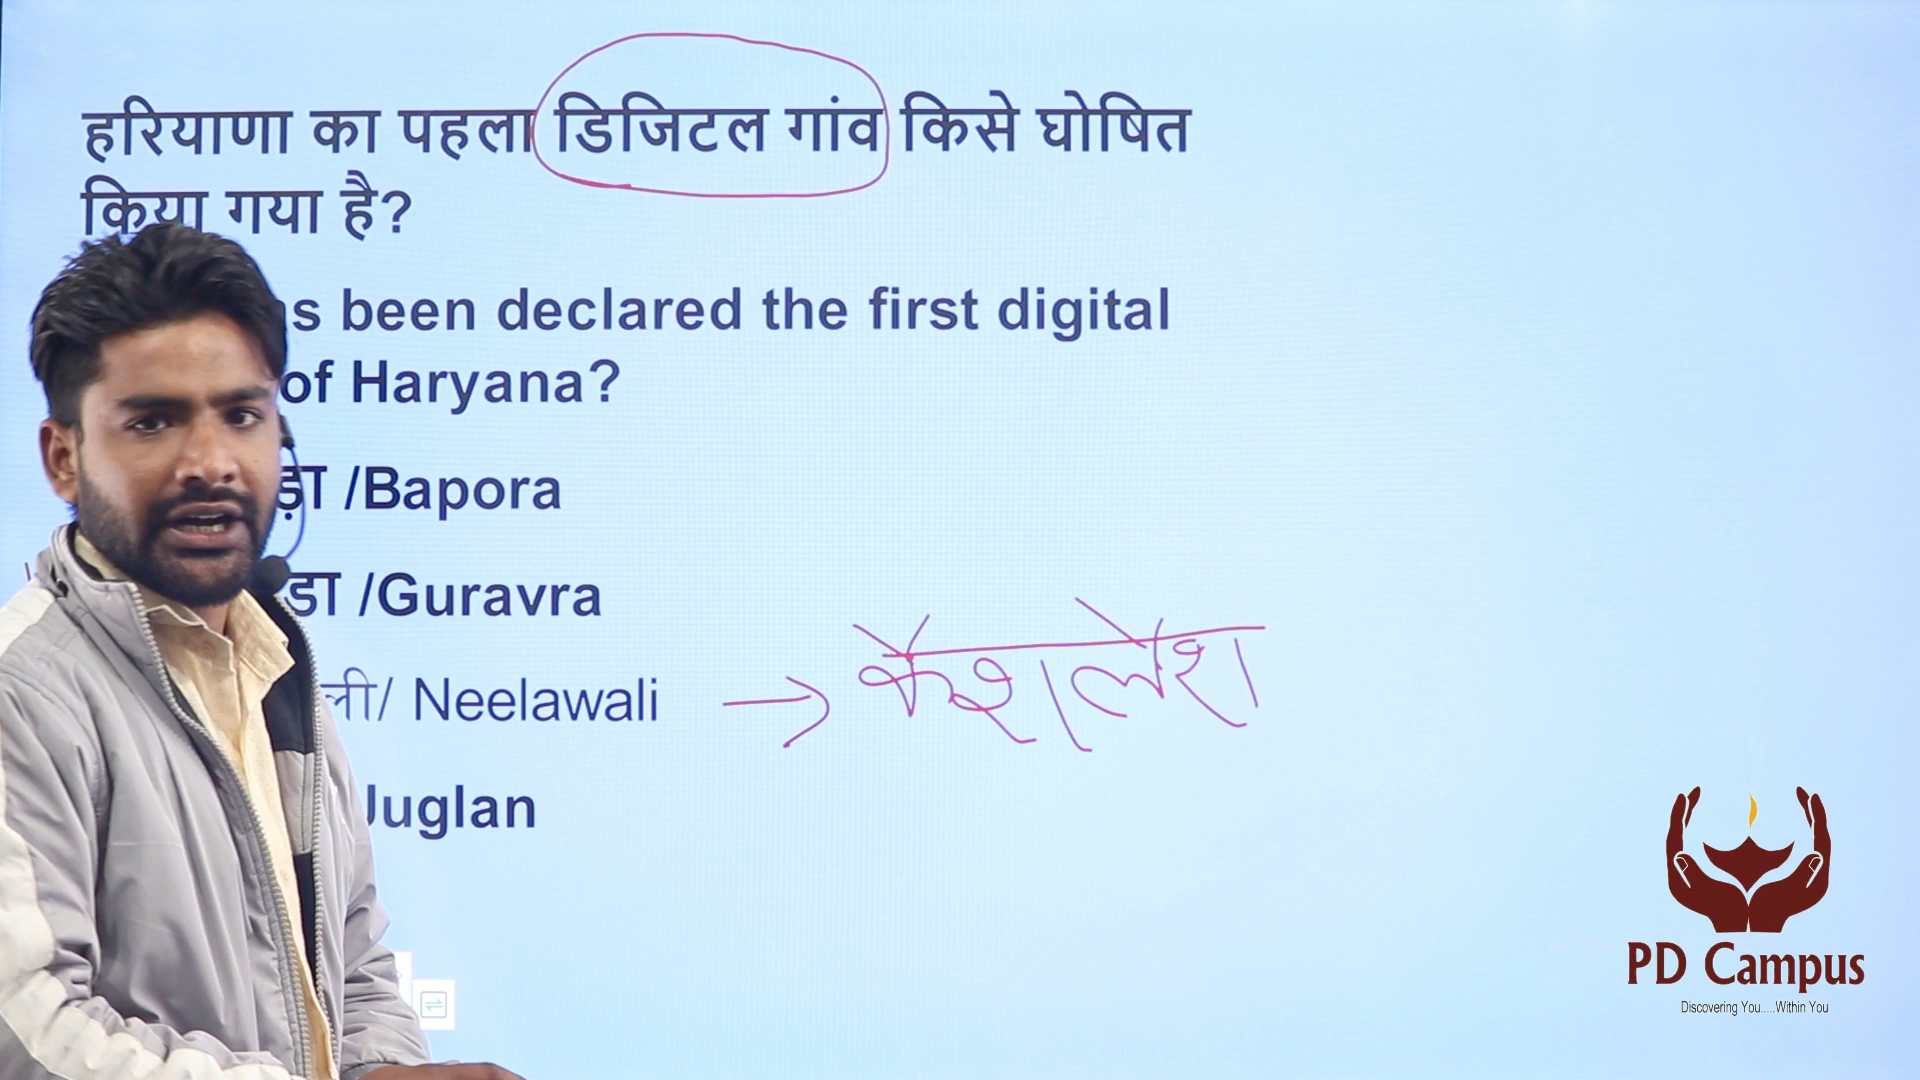 हरियाणा का पहला डिजिटल गांव किसे घोषित
किया गया है?
s been declared the first digital
of Haryana?
ड़ा /Bapora
डा /Guravra
ली/ Neelawali
कैशलेश
Juglan
PD Campus
Discovering You.....Within You